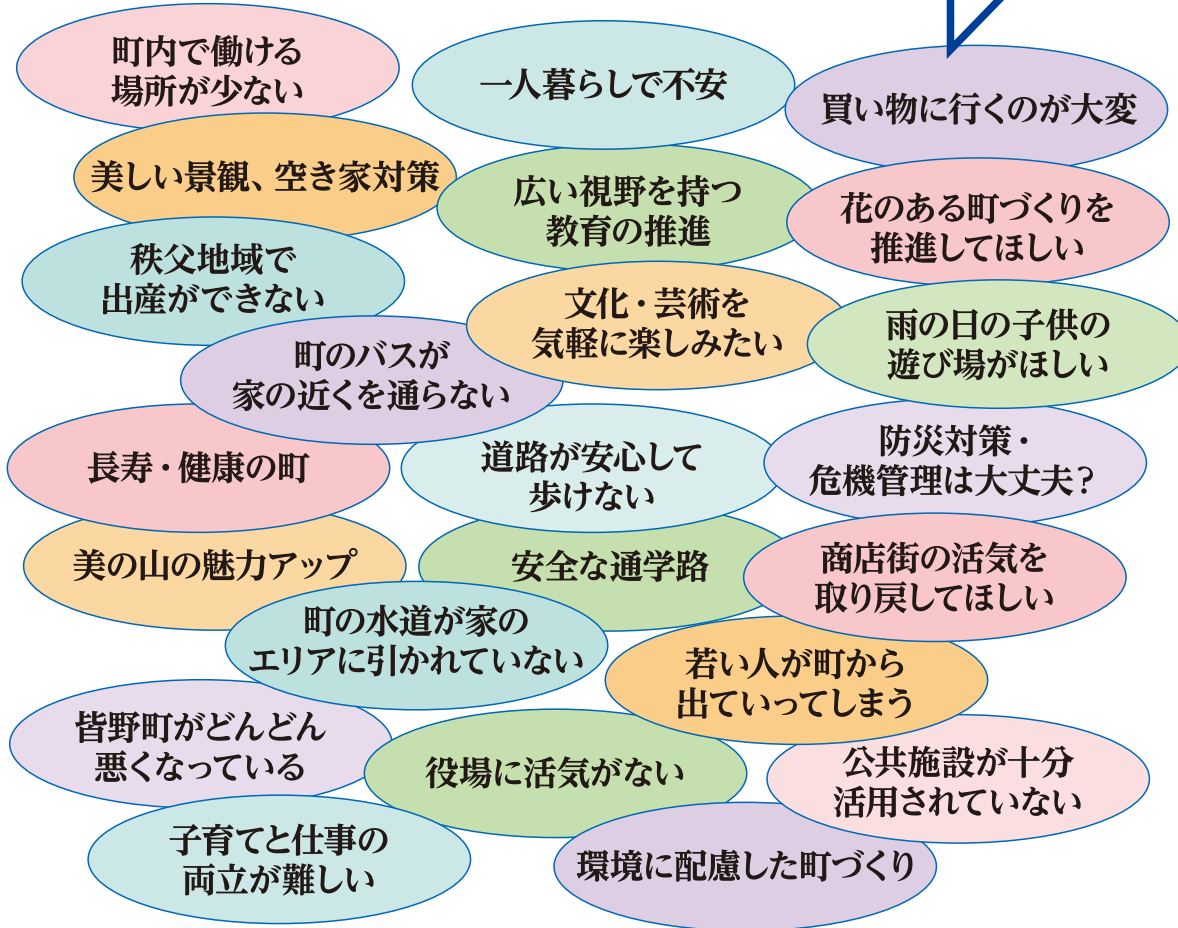 町内で働ける
場所が少ない
一人暮らしで不安
買い物に行くのが大変
美しい景観、空き家対策
広い視野を持つ
教育の推進
花のある町づくりを
推進してほしい
秩父地域で
出産ができない
文化・芸術を
気軽に楽しみたい
雨の日の子供の
遊び場がほしい
町のバスが
家の近くを通らない
長寿・健康の町
道路が安心して
歩けない
防災対策・
危機管理は大丈夫？
美の山の魅力アップ
安全な通学路
商店街の活気を
取り戻してほしい
町の水道が家の
エリアに引かれていない
若い人が町から
出ていってしまう
皆野町がどんどん
悪くなっている
役場に活気がない
公共施設が十分
活用されていない
子育てと仕事の
両立が難しい
環境に配慮した町づくり